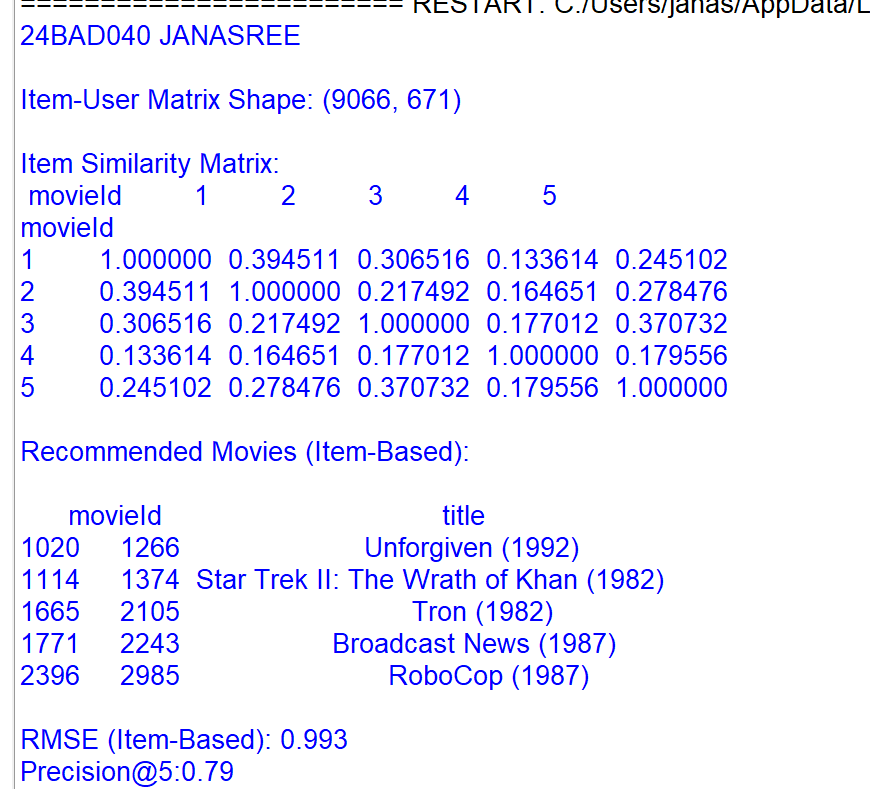 ======================== RESTART: C:/Users/janas/AppData/L
24BAD040 JANASREE
Item-User Matrix Shape: (9066, 671)
Item Similarity Matrix:
movieId 1 2 3 4 5
movieId
1 1.000000 0.394511 0.306516 0.133614 0.245102
2 0.394511 1.000000 0.217492 0.164651 0.278476
3 0.306516 0.217492 1.000000 0.177012 0.370732
4 0.133614 0.164651 0.177012 1.000000 0.179556
5 0.245102 0.278476 0.370732 0.179556 1.000000
Recommended Movies (Item-Based):
movieId title
1020 1266 Unforgiven (1992)
1114 1374 Star Trek II: The Wrath of Khan (1982)
1665 2105 Tron (1982)
1771 2243 Broadcast News (1987)
2396 2985 RoboCop (1987)
RMSE (Item-Based): 0.993
Precision@5:0.79